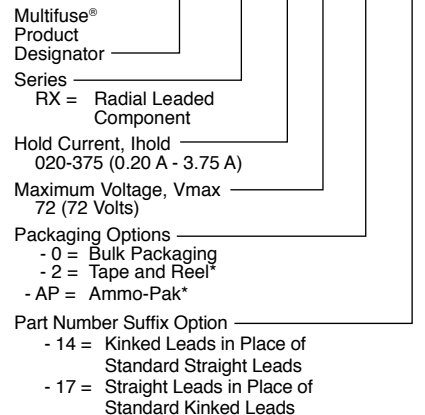 Multifuse®
Product
Designator
Series
RX = Radial Leaded
Component
Hold Current, Ihold
020-375 (0.20 A - 3.75 A)
Maximum Voltage, Vmax
72 (72 Volts)
Packaging Options
- 0 = Bulk Packaging
- 2 = Tape and Reel*
- AP = Ammo-Pak*
Part Number Suffix Option
- 14 = Kinked Leads in Place of
Standard Straight Leads
- 17 = Straight Leads in Place of
Standard Kinked Leads